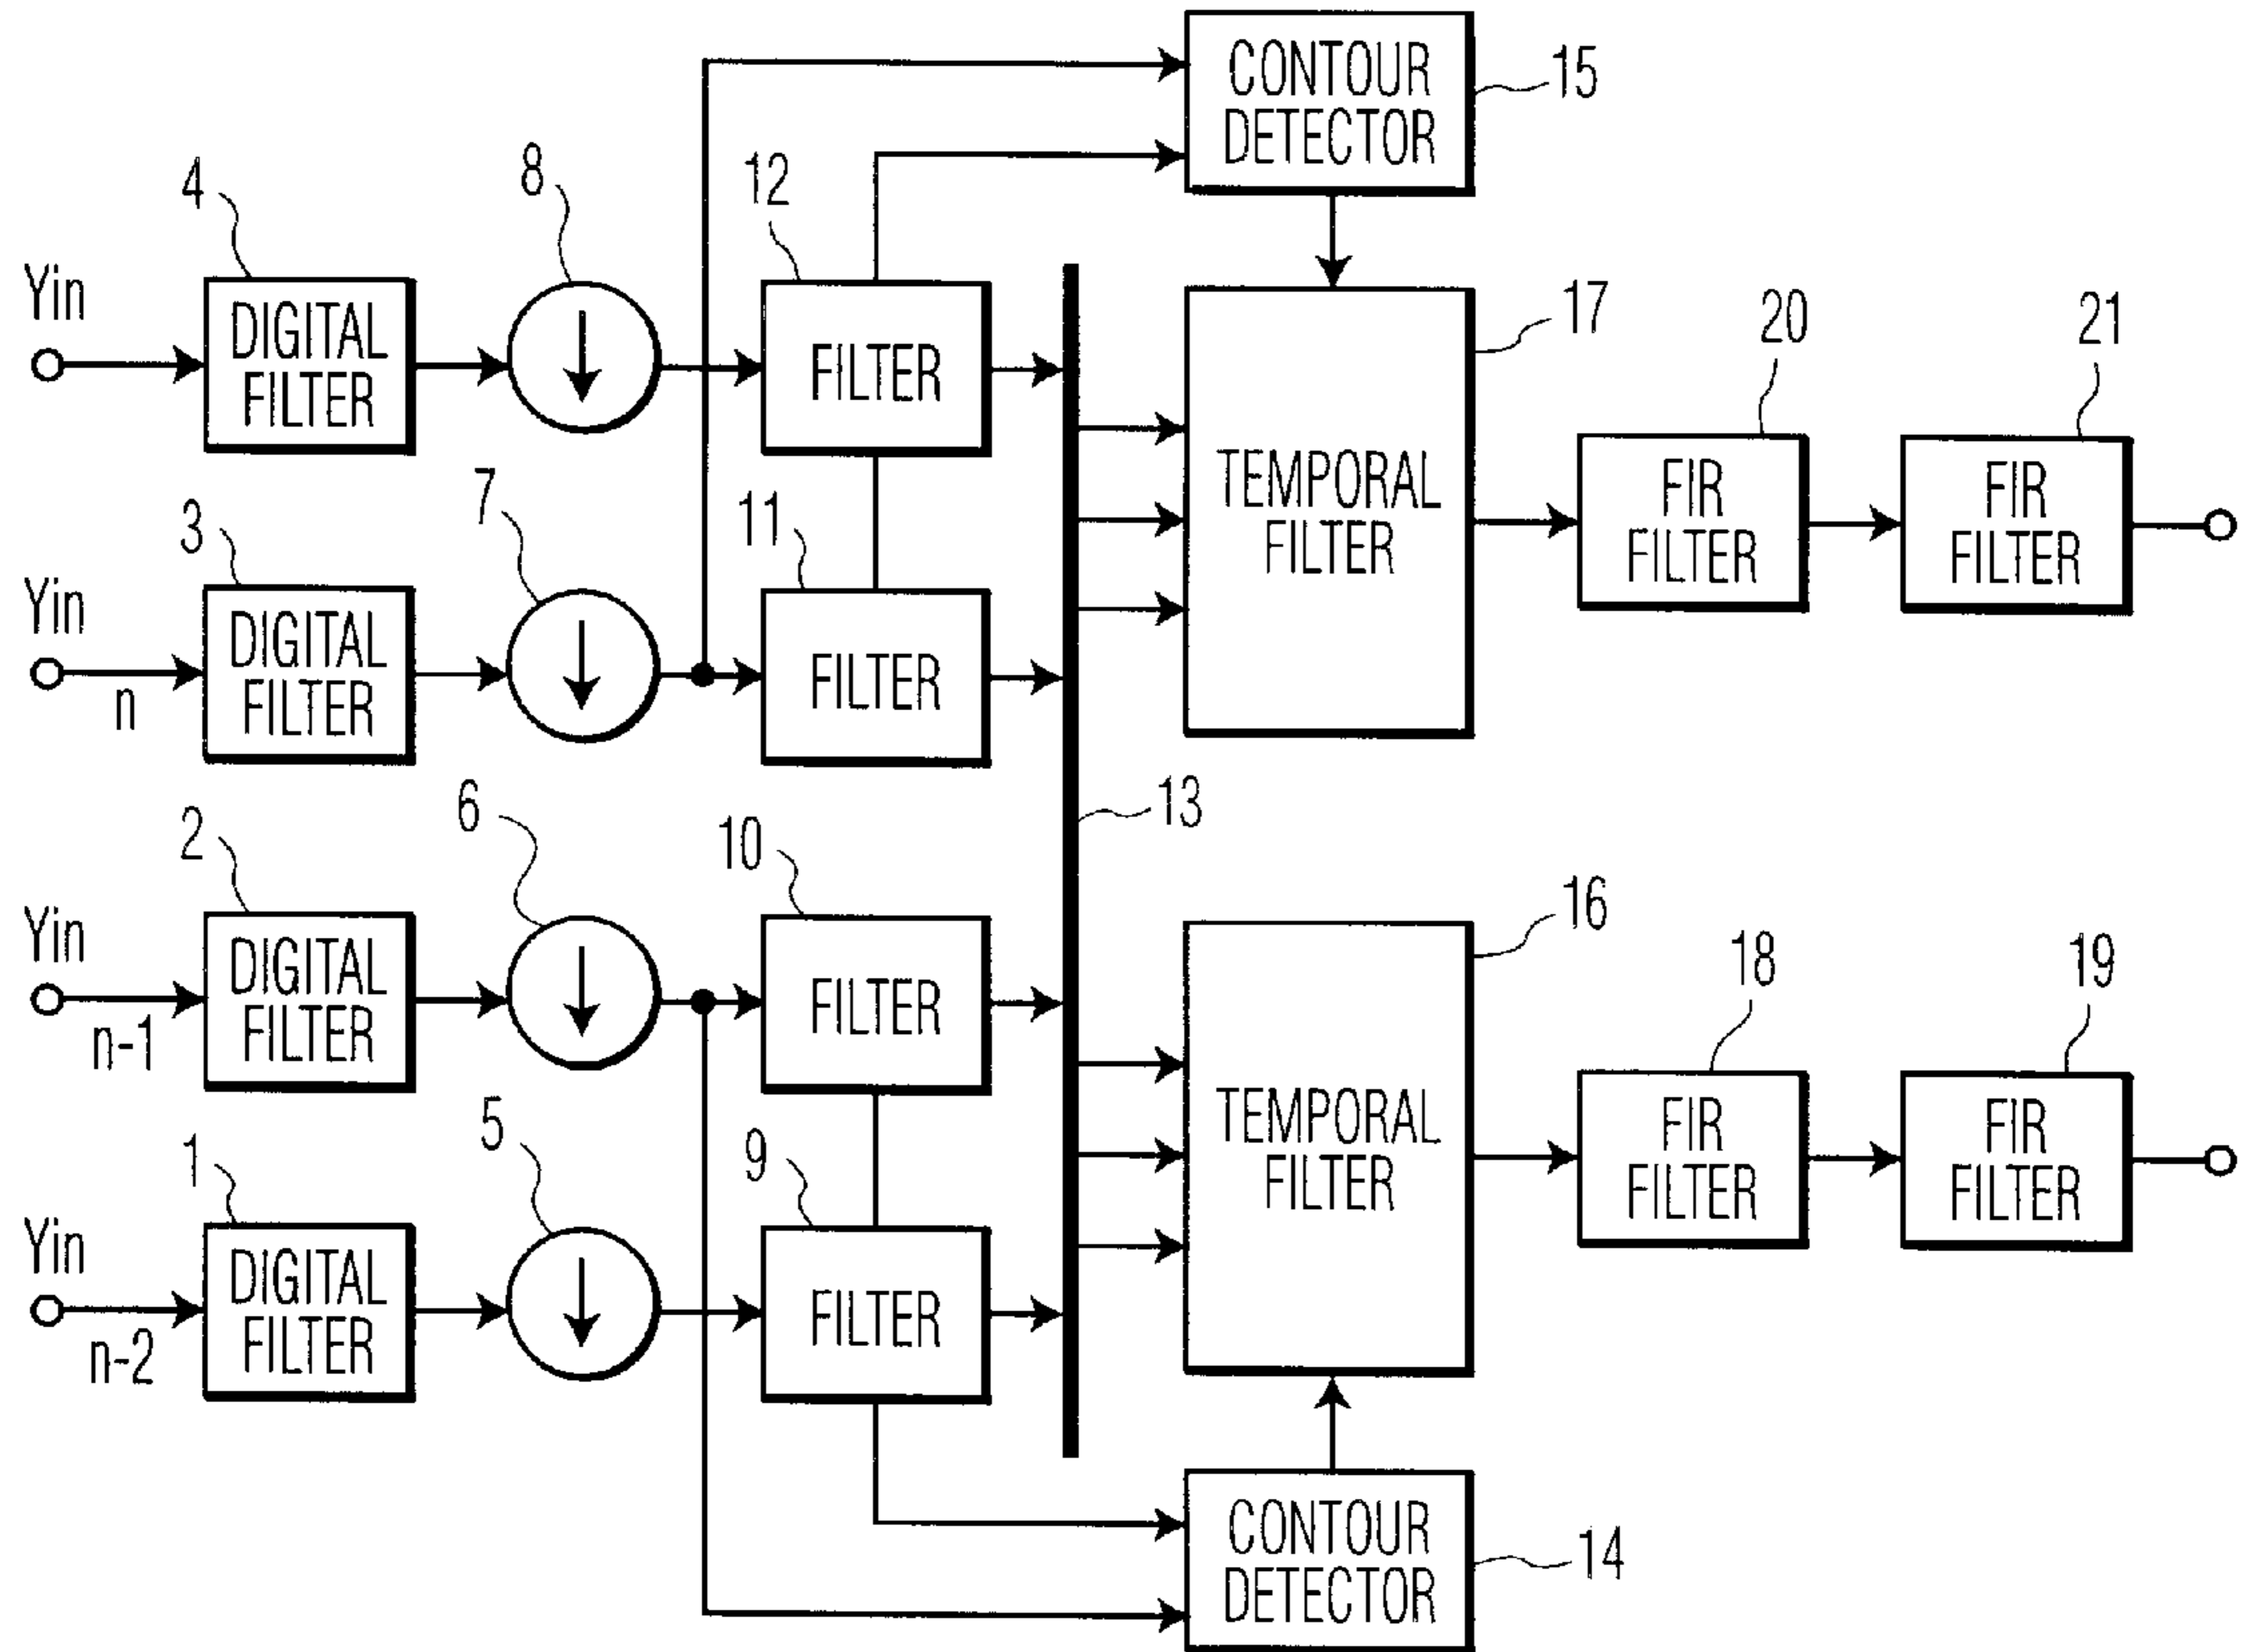 CONTOUR
DETECTOR
15
4
8
12
Yin
DIGITAL
FILTER
FILTER
17
20
21
TEMPORAL
FILTER
FIR
FILTER
FIR
FILTER
3
7
11
Yin
n
DIGITAL
FILTER
FILTER
13
2
6
10
Yin
n-1
DIGITAL
FILTER
FILTER
16
18
19
TEMPORAL
FILTER
FIR
FILTER
FIR
FILTER
1
5
9
Yin
n-2
DIGITAL
FILTER
FILTER
CONTOUR
DETECTOR
14